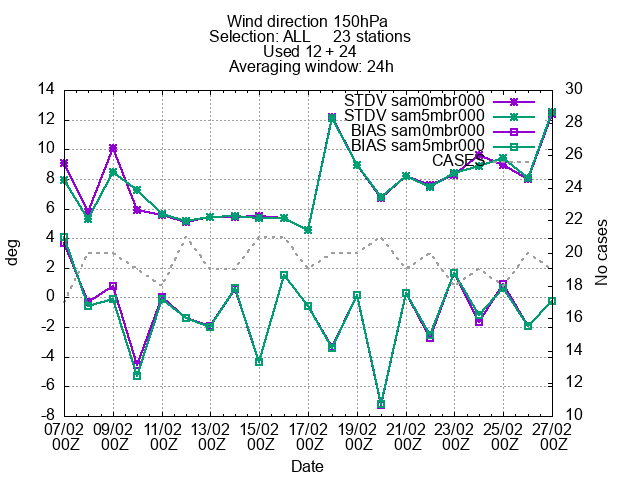 Wind direction 150hPa
Selection: ALL 23 stations
Used 12 + 24
Averaging window: 24h
STDV sam0mbr000
STDV sam5mbr000
BIAS sam0mbr000
BIAS sam5mbr000
CASES
14
12
10
8
6
4
2
0
-2
-4
-6
-8
deg
30
28
26
24
22
20
18
16
14
12
10
No cases
07/02 09/02 11/02 13/02 15/02 17/02 19/02 21/02 23/02 25/02 27/02
00Z 00Z 00Z 00Z 00Z 00Z 00Z 00Z 00Z 00Z 00Z
Date